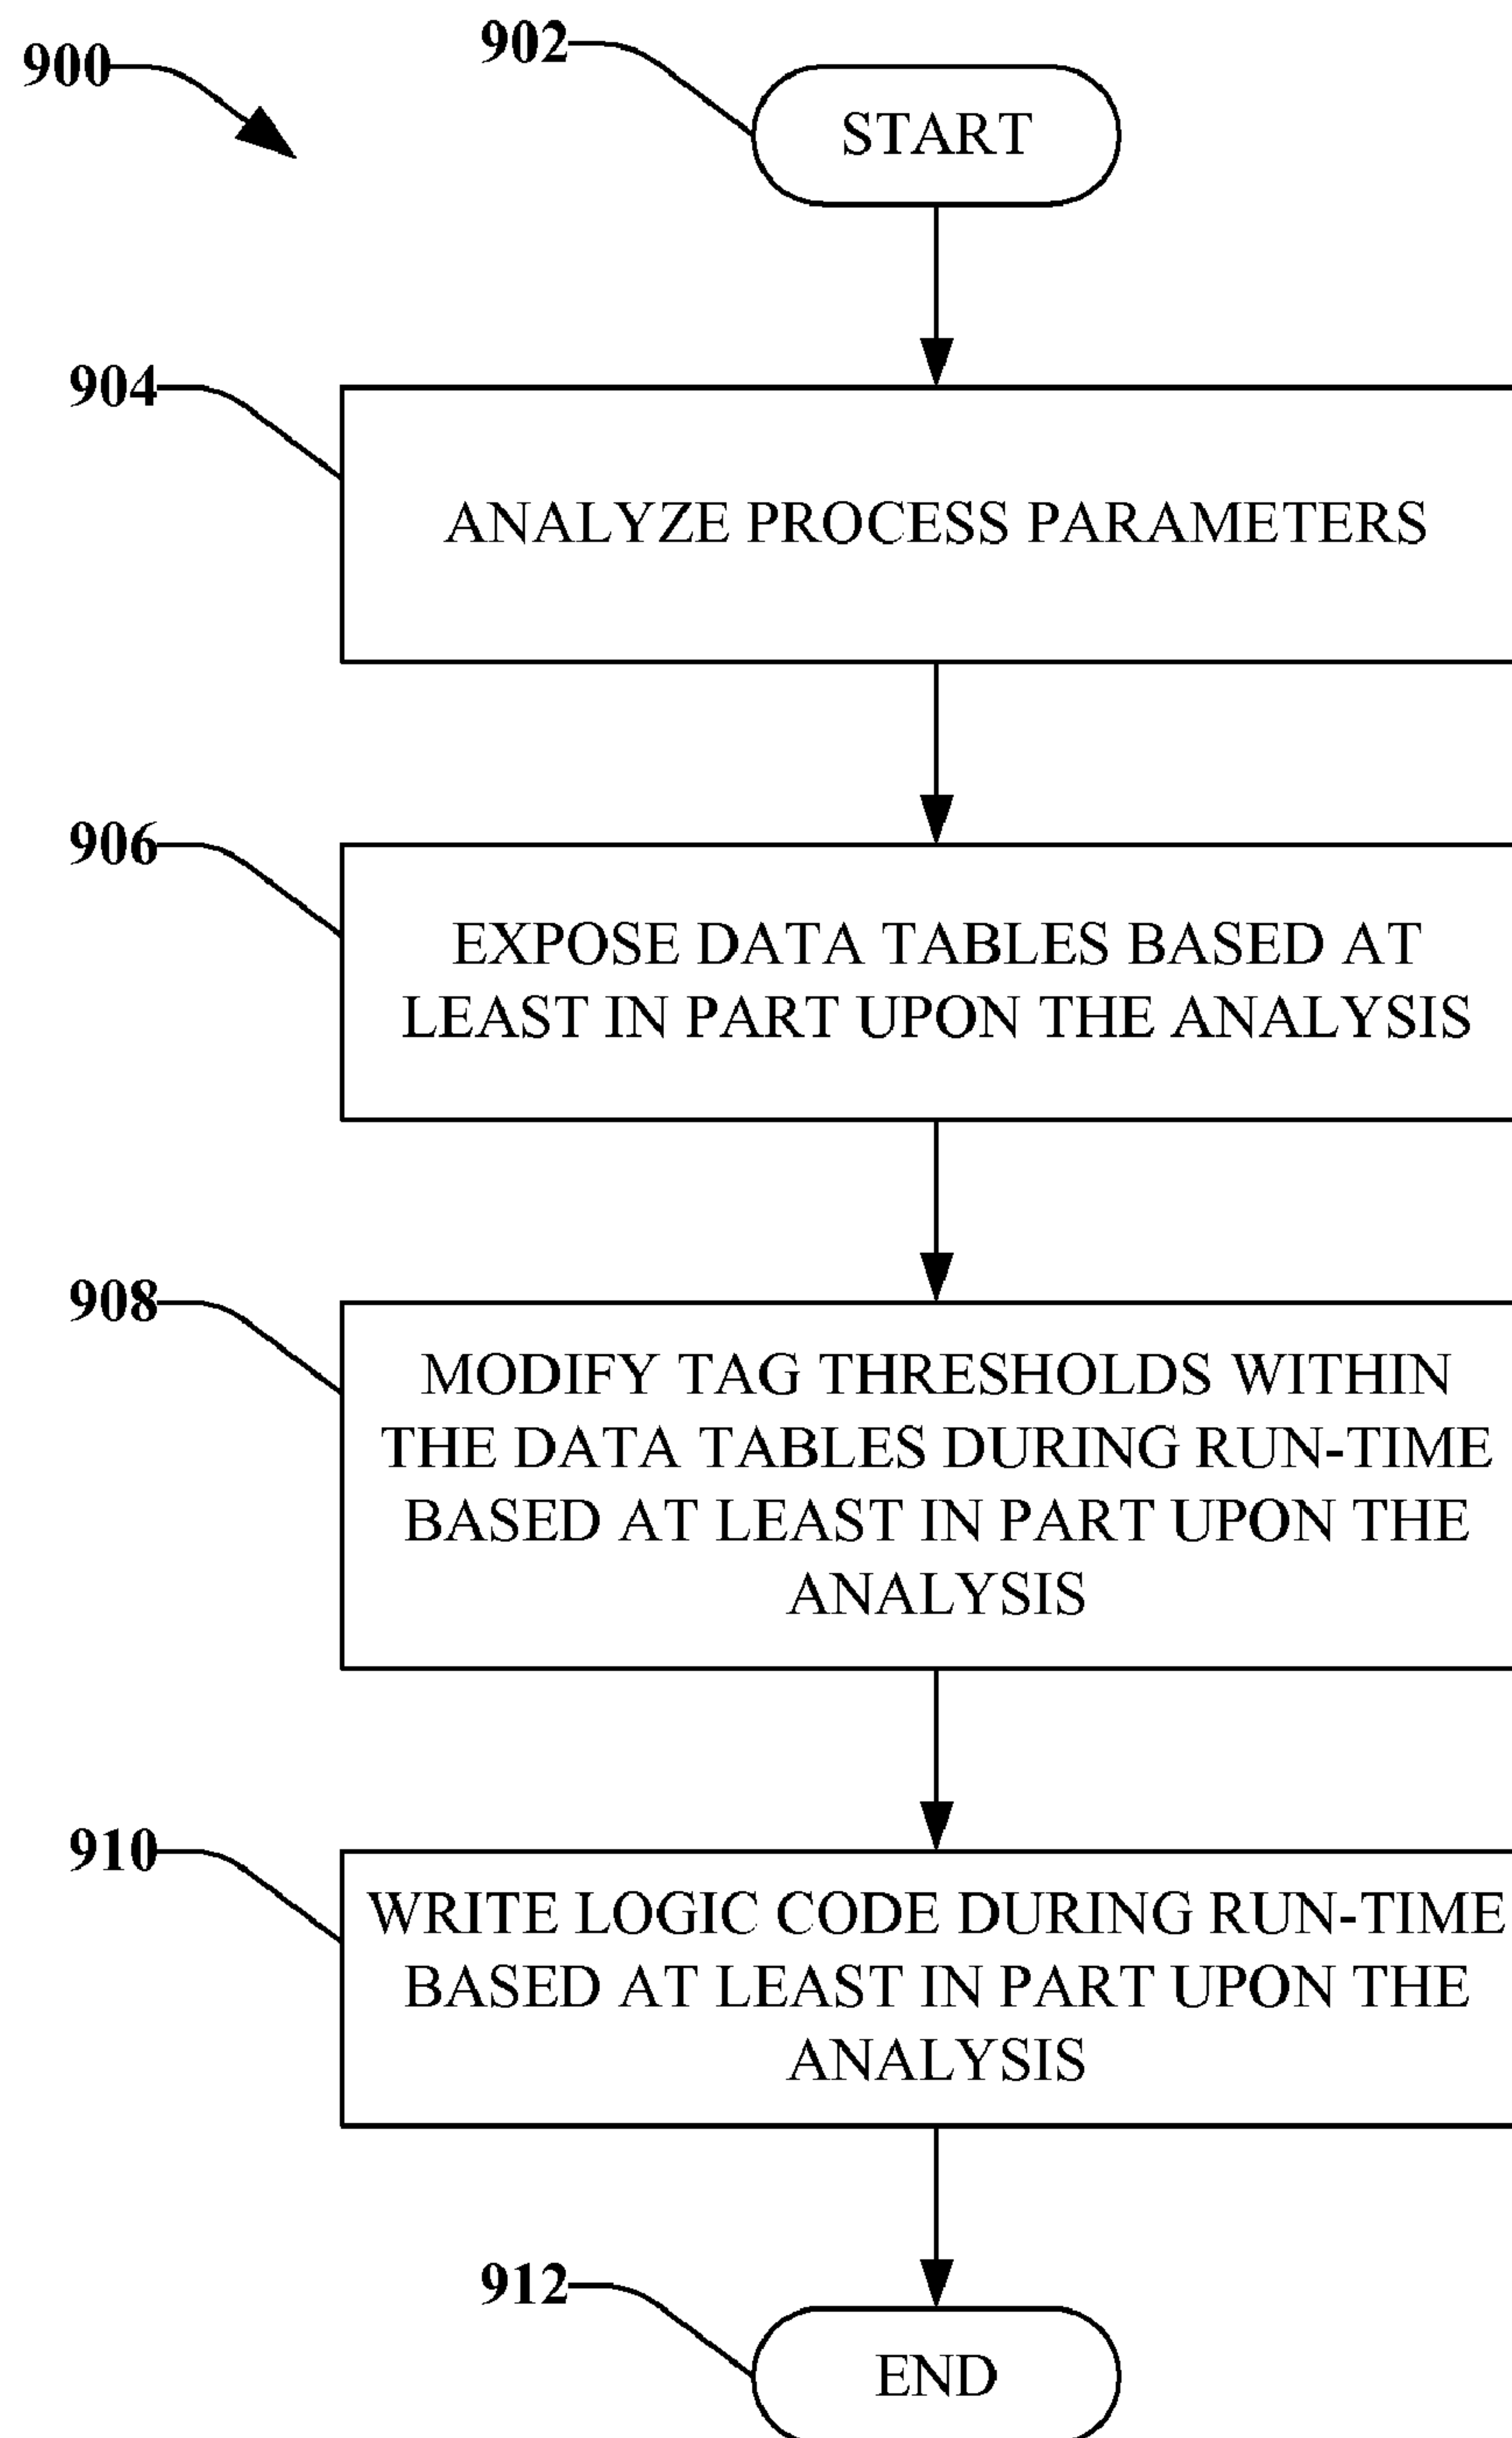 900
902
START
904
ANALYZE PROCESS PARAMETERS
906
EXPOSE DATA TABLES BASED AT
LEAST IN PART UPON THE ANALYSIS
908
MODIFY TAG THRESHOLDS WITHIN
THE DATA TABLES DURING RUN-TIME
BASED AT LEAST IN PART UPON THE
ANALYSIS
910
WRITE LOGIC CODE DURING RUN-TIME
BASED AT LEAST IN PART UPON THE
ANALYSIS
912
END